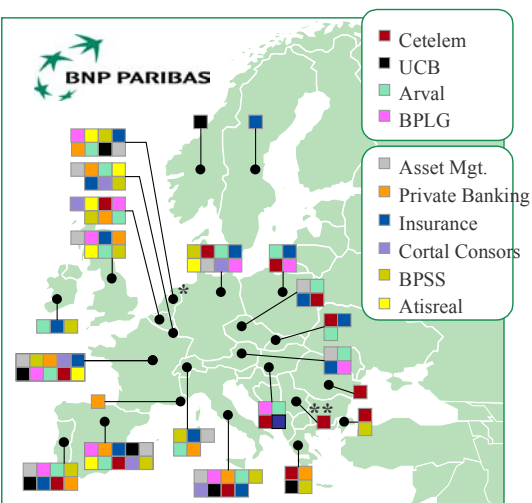 BNP PARIBAS
Cetelem
UCB
Arval
BPLG
Asset Mgt.
Private Banking
Insurance
Cortal Consors
BPSS
Atisreal
*
**